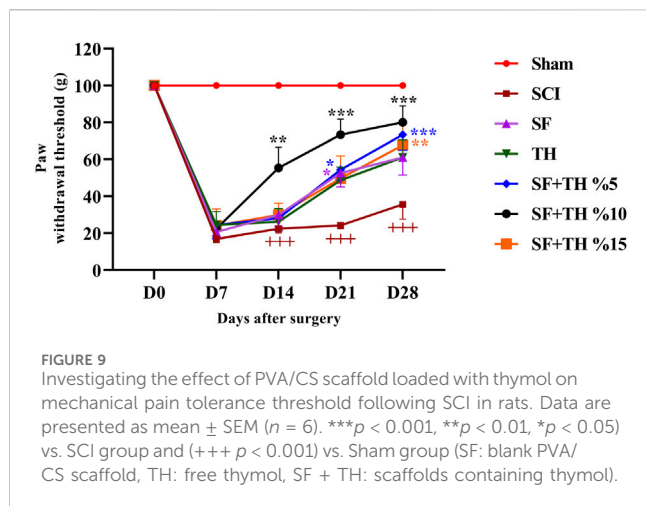 120
100
80
60
40
20
0
Paw
withdrawal threshold (g)
D0 D7 D14 D21 D28
Days after surgery
** *** ***
* *
***
**
+++ +++ +++
Sham
SCI
SF
TH
SF+TH %5
SF+TH %10
SF+TH %15
FIGURE 9
Investigating the effect of PVA/CS scaffold loaded with thymol on
mechanical pain tolerance threshold following SCI in rats. Data are
presented as mean ± SEM (n = 6). ***p < 0.001, **p < 0.01, *p < 0.05)
vs. SCI group and (+++ p < 0.001) vs. Sham group (SF: blank PVA/
CS scaffold, TH: free thymol, SF + TH: scaffolds containing thymol).